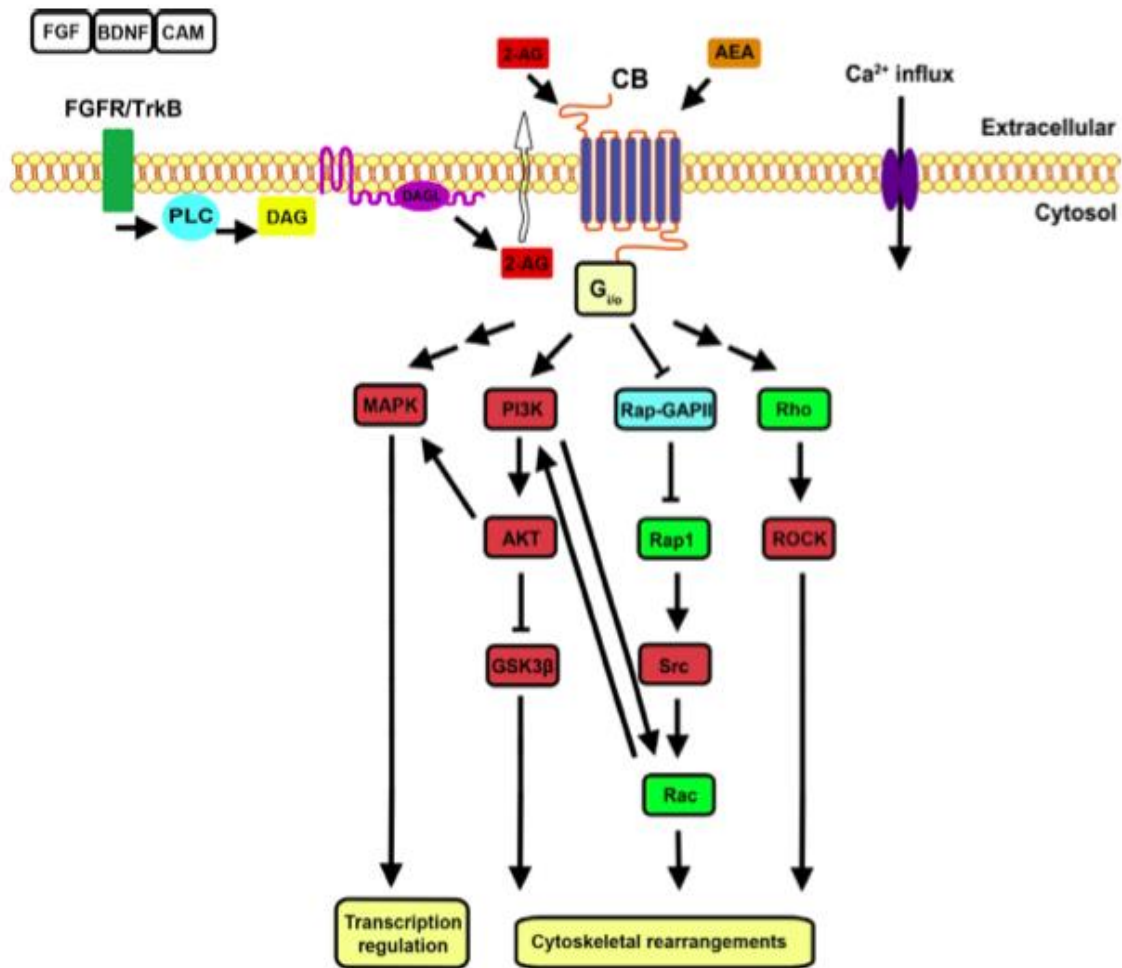 FGF BDNF CAM
2-AG
AEA
CB
Ca²⁺ influx
FGFR/TrkB
Extracellular
DAGL
Cytosol
PLC
DAG
2-AG
Gi/o
MAPK
PI3K
Rap-GAPII
Rho
AKT
Rap1
ROCK
GSK3β
Src
Rac
Transcription
regulation
Cytoskeletal rearrangements